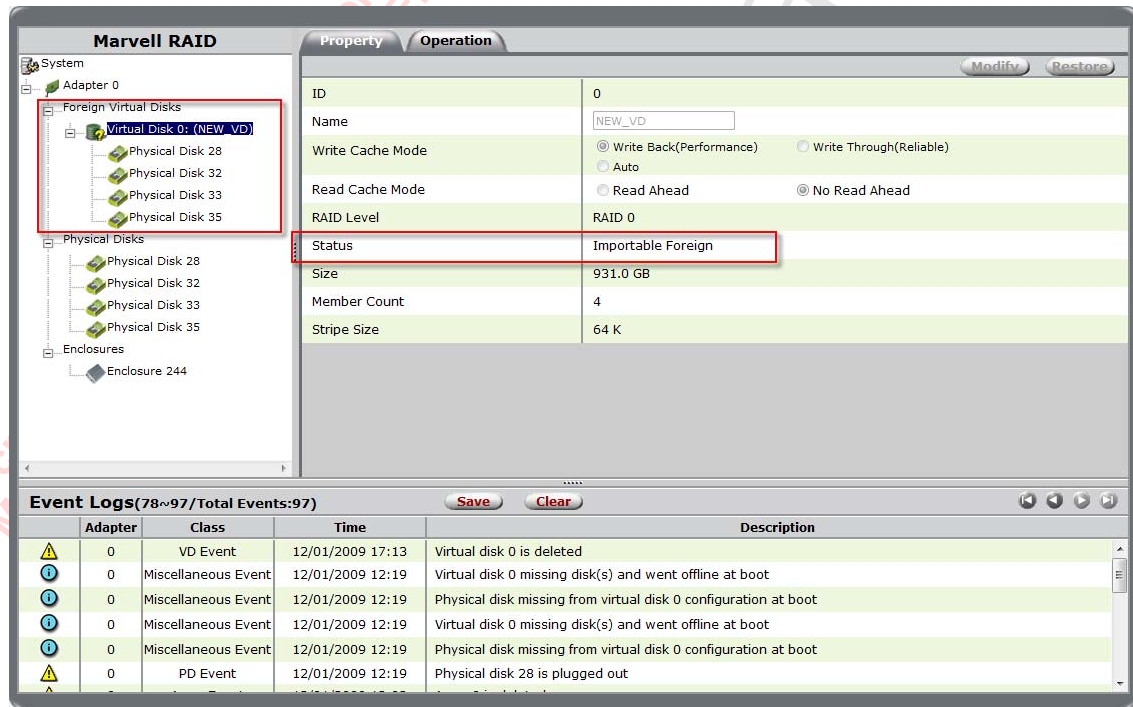 Marvell RAID
System
Adapter 0
Foreign Virtual Disks
Virtual Disk 0: (NEW_VD)
Physical Disk 28
Physical Disk 32
Physical Disk 33
Physical Disk 35
Physical Disks
Physical Disk 28
Physical Disk 32
Physical Disk 33
Physical Disk 35
Enclosures
Enclosure 244
Property Operation
Modify Restore
ID 0
Name NEW_VD
Write Cache Mode Write Back(Performance) Write Through(Reliable)
Auto
Read Cache Mode Read Ahead No Read Ahead
RAID Level RAID 0
Status Importable Foreign
Size 931.0 GB
Member Count 4
Stripe Size 64 K
Event Logs(78~97/Total Events:97) Save Clear
Adapter Class Time Description
0 VD Event 12/01/2009 17:13 Virtual disk 0 is deleted
0 Miscellaneous Event 12/01/2009 12:19 Virtual disk 0 missing disk(s) and went offline at boot
0 Miscellaneous Event 12/01/2009 12:19 Physical disk missing from virtual disk 0 configuration at boot
0 Miscellaneous Event 12/01/2009 12:19 Virtual disk 0 missing disk(s) and went offline at boot
0 Miscellaneous Event 12/01/2009 12:19 Physical disk missing from virtual disk 0 configuration at boot
0 PD Event 12/01/2009 12:19 Physical disk 28 is plugged out